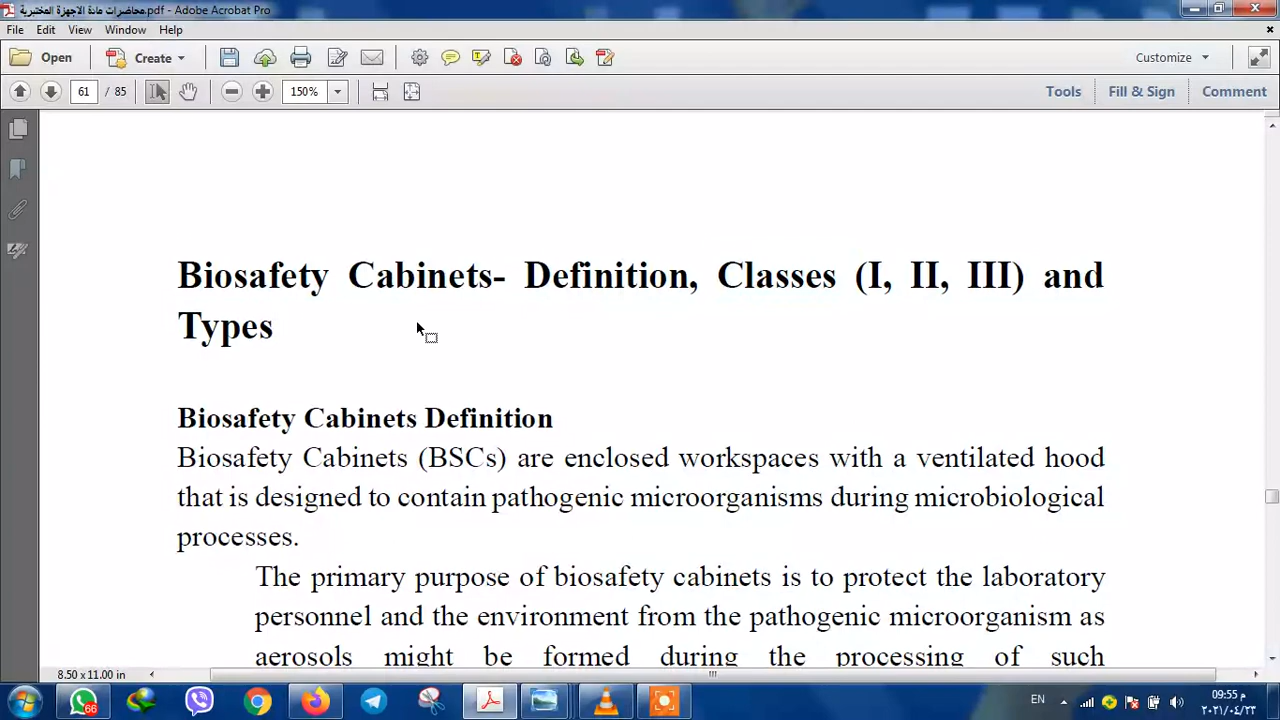 محاضرات مادة الاجهزة المختبرية.pdf - Adobe Acrobat Pro
File Edit View Window Help
Open Create Customize
61 / 85 150% Tools Fill & Sign Comment
Biosafety Cabinets- Definition, Classes (I, II, III) and
Types
Biosafety Cabinets Definition
Biosafety Cabinets (BSCs) are enclosed workspaces with a ventilated hood
that is designed to contain pathogenic microorganisms during microbiological
processes.
The primary purpose of biosafety cabinets is to protect the laboratory
personnel and the environment from the pathogenic microorganism as
aerosols might be formed during the processing of such
8.50 x 11.00 in
66 EN 09:55 م
٢٠٢١/٠٤/٢٣